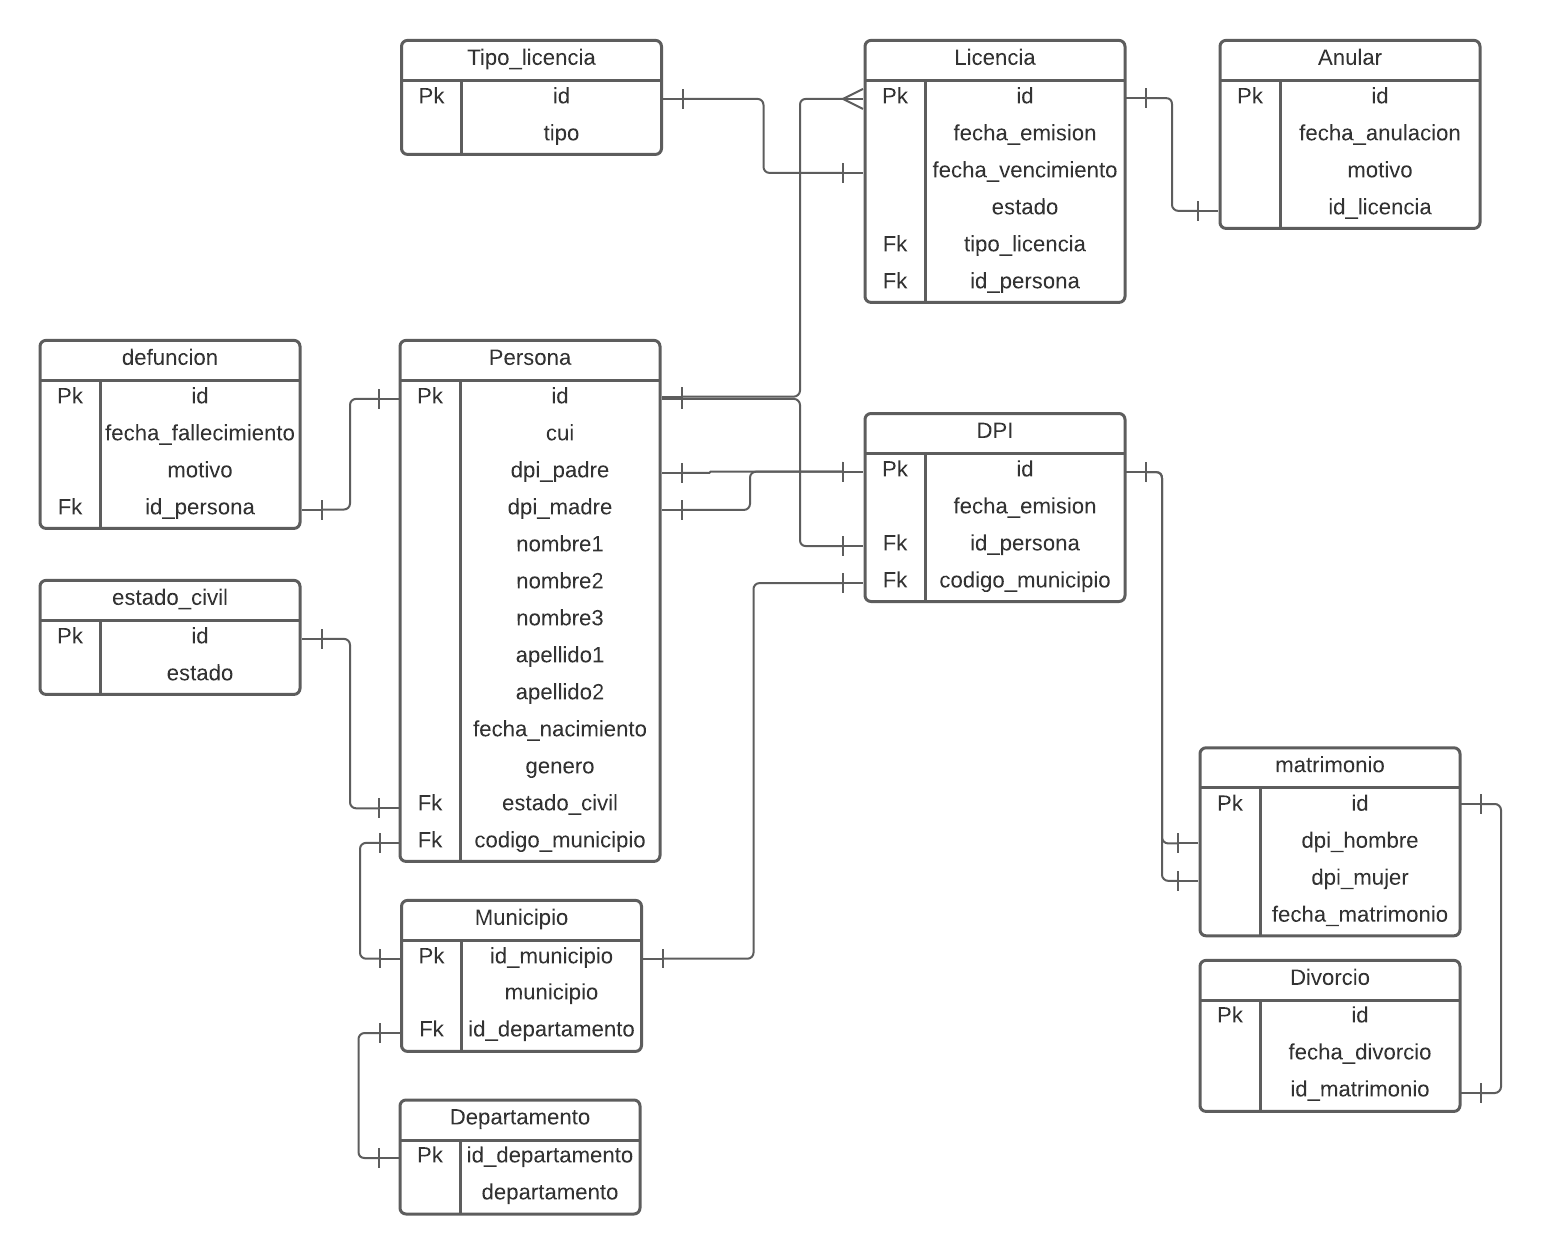 Tipo_licencia
Pk id
tipo
Licencia
Pk id
fecha_emision
fecha_vencimiento
estado
Fk tipo_licencia
Fk id_persona
Anular
Pk id
fecha_anulacion
motivo
id_licencia
defuncion
Pk id
fecha_fallecimiento
motivo
Fk id_persona
Persona
Pk id
cui
dpi_padre
dpi_madre
nombre1
nombre2
nombre3
apellido1
apellido2
fecha_nacimiento
genero
Fk estado_civil
Fk codigo_municipio
DPI
Pk id
fecha_emision
Fk id_persona
Fk codigo_municipio
estado_civil
Pk id
estado
matrimonio
Pk id
dpi_hombre
dpi_mujer
fecha_matrimonio
Municipio
Pk id_municipio
municipio
Fk id_departamento
Divorcio
Pk id
fecha_divorcio
id_matrimonio
Departamento
Pk id_departamento
departamento